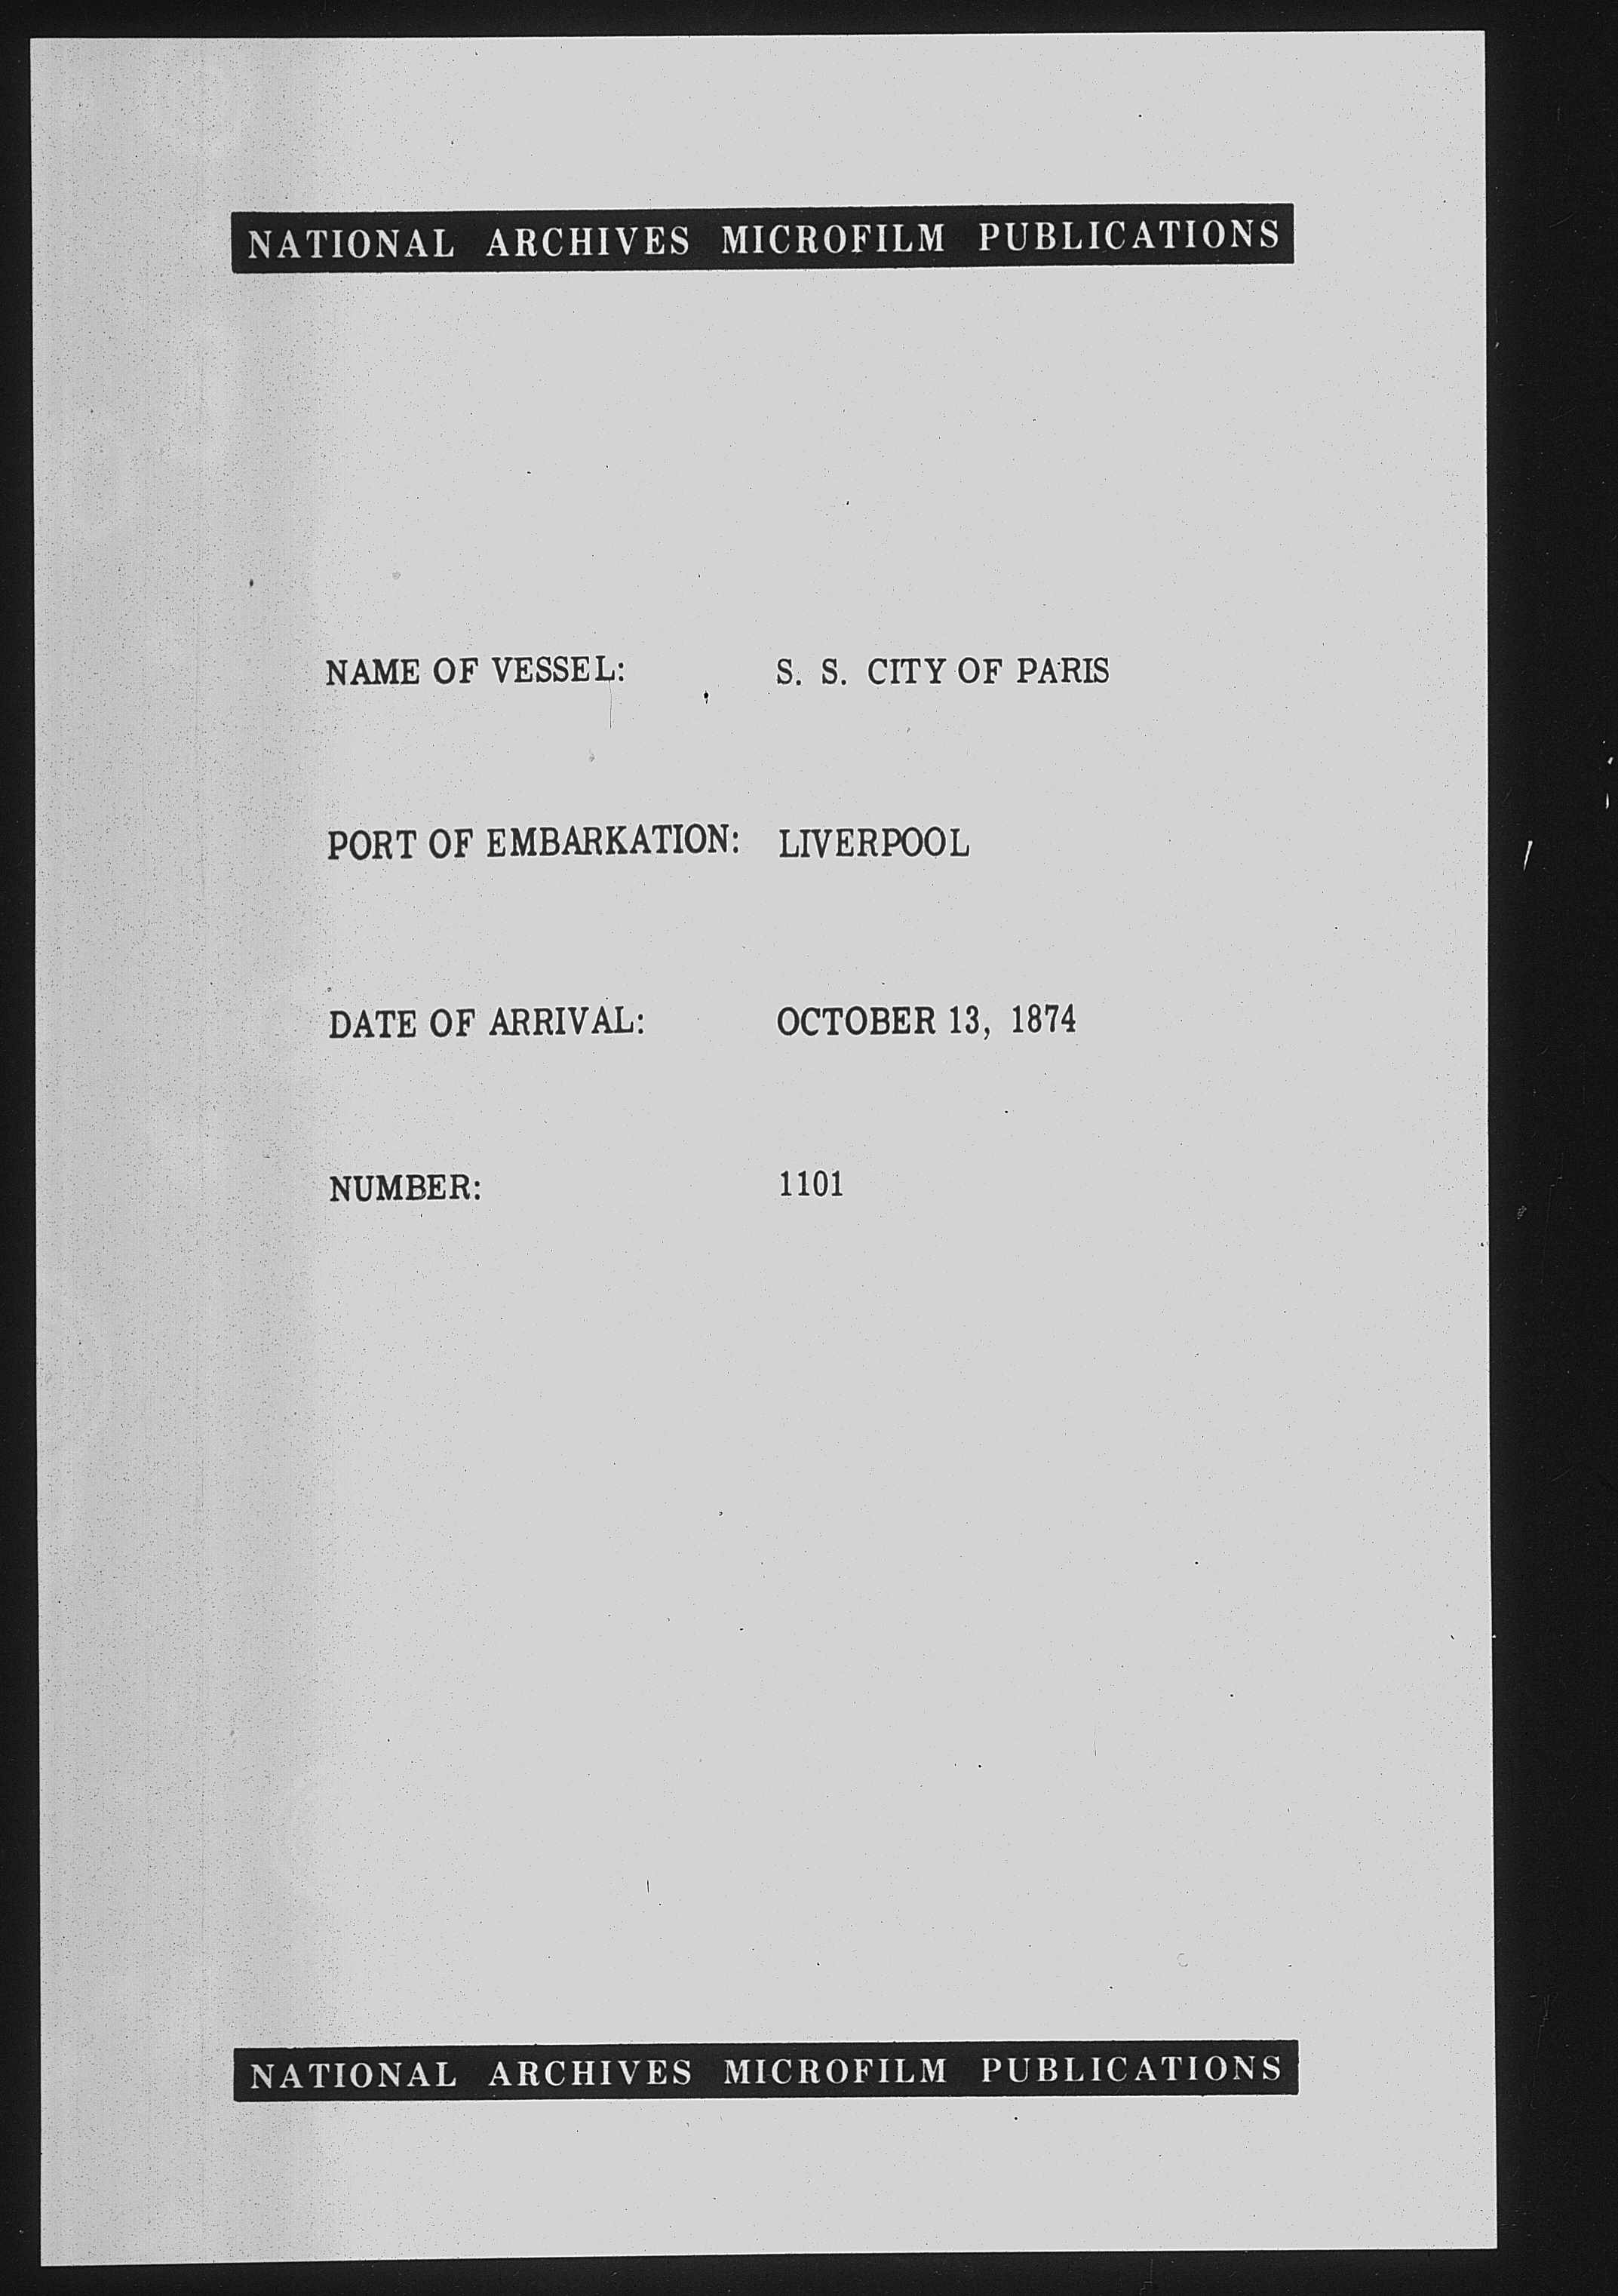 NATIONAL ARCHIVES MICROFILM PUBLICATIONS
NAME OF VESSEL: S. S. CITY OF PARIS
PORT OF EMBARKATION: LIVERPOOL
DATE OF ARRIVAL: OCTOBER 13, 1874
NUMBER: 1101
NATIONAL ARCHIVES MICROFILM PUBLICATIONS